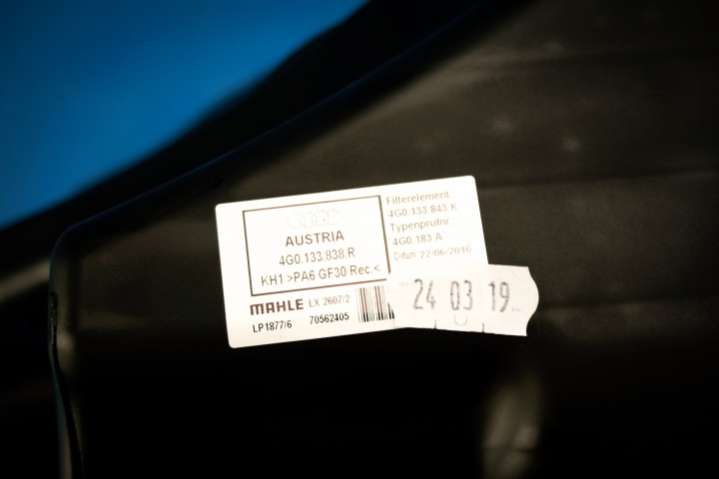 AUSTRIA
4G0.133.838.R
KH1 >PA6 GF30 Rec.<
MAHLE LX 2607/2
LP1877/6 70562405
Filterelement
4G0.133.843 K
Typenprüfnr.
4G0.183 A
Datum 22/06/2016
24 03 19